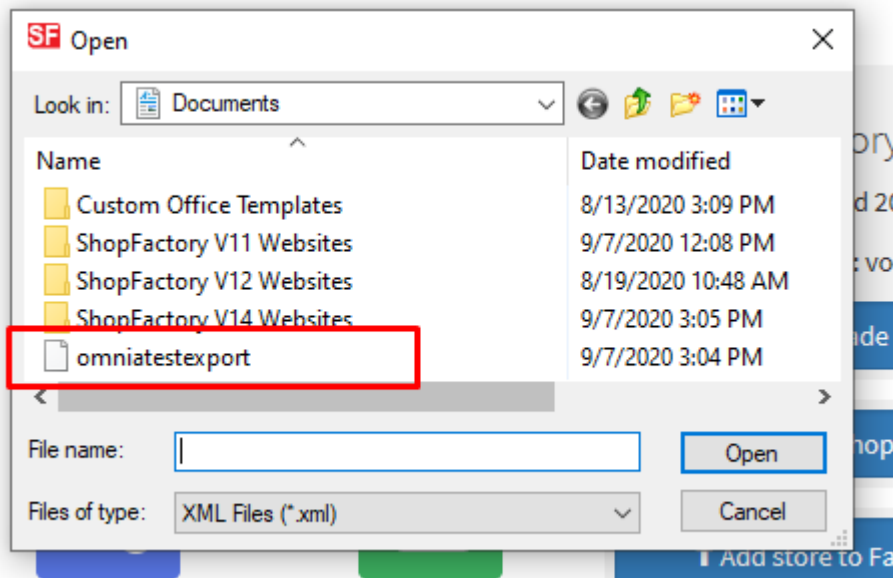 SF Open
Look in: Documents
Name Date modified
Custom Office Templates 8/13/2020 3:09 PM
ShopFactory V11 Websites 9/7/2020 12:08 PM
ShopFactory V12 Websites 8/19/2020 10:48 AM
ShopFactory V14 Websites 9/7/2020 3:05 PM
omniatestexport 9/7/2020 3:04 PM
File name: Open
Files of type: XML Files (*.xml) Cancel
Add store to Fa